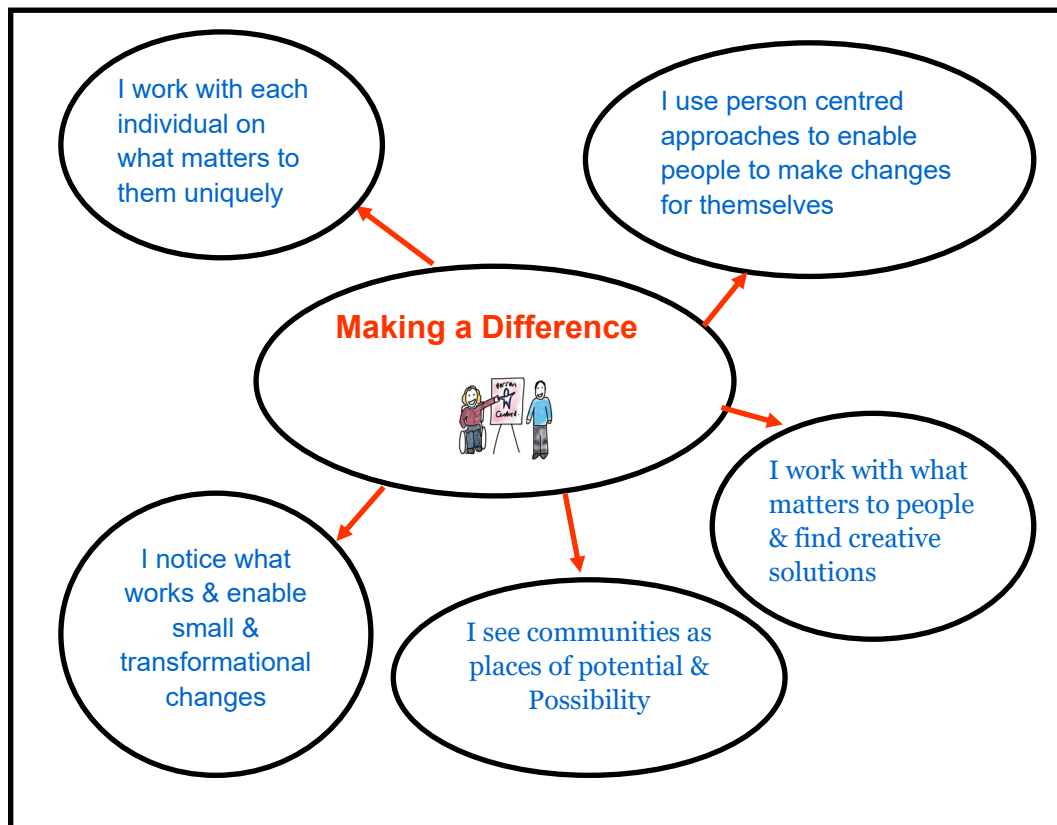 I work with each
individual on
what matters to
them uniquely
I use person centred
approaches to enable
people to make changes
for themselves
Making a Difference
Person
Centred.
I work with what
matters to people
& find creative
solutions
I notice what
works & enable
small &
transformational
changes
I see communities as
places of potential &
Possibility